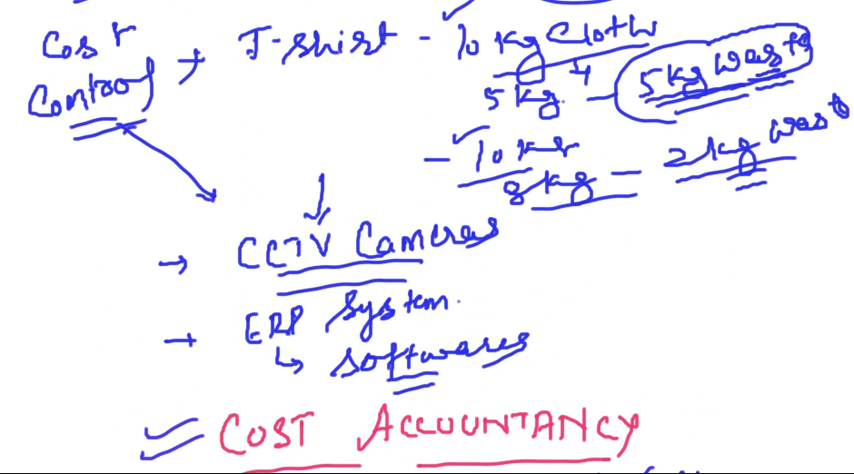 Cost Control → T-shirt - 10 kg Cloth
5 kg - 5 kg waste
- 10 kg
8 kg = 2 kg waste
→ CCTV Cameras
→ ERP System.
↳ Softwares
COST ACCOUNTANCY